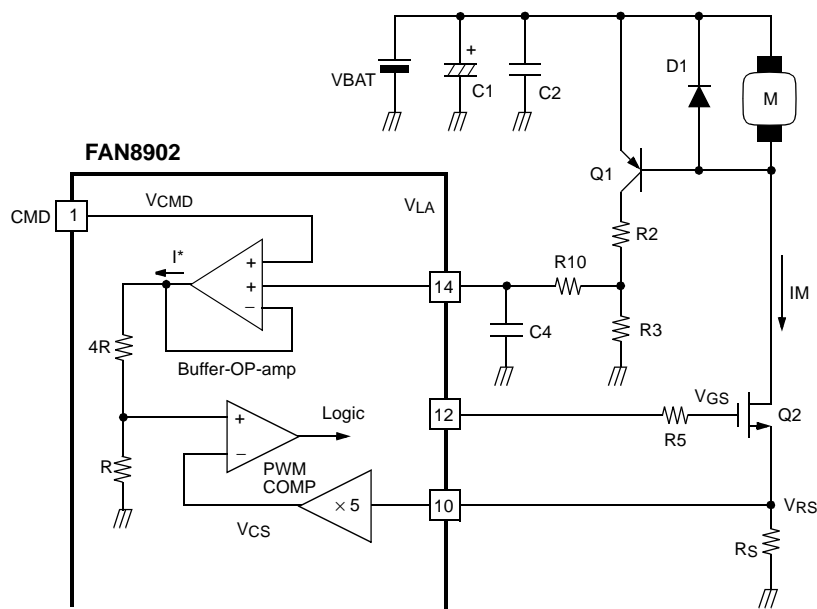 +
D1
VBAT
C1
C2
M
FAN8902
Q1
VCMD
VLA
CMD
1
R2
I*
R10
IM
+
+
−
14
C4
R3
4R
Buffer-OP-amp
VGS
Logic
12
Q2
+
−
R5
R
PWM
COMP
× 5
10
VRS
VCS
RS